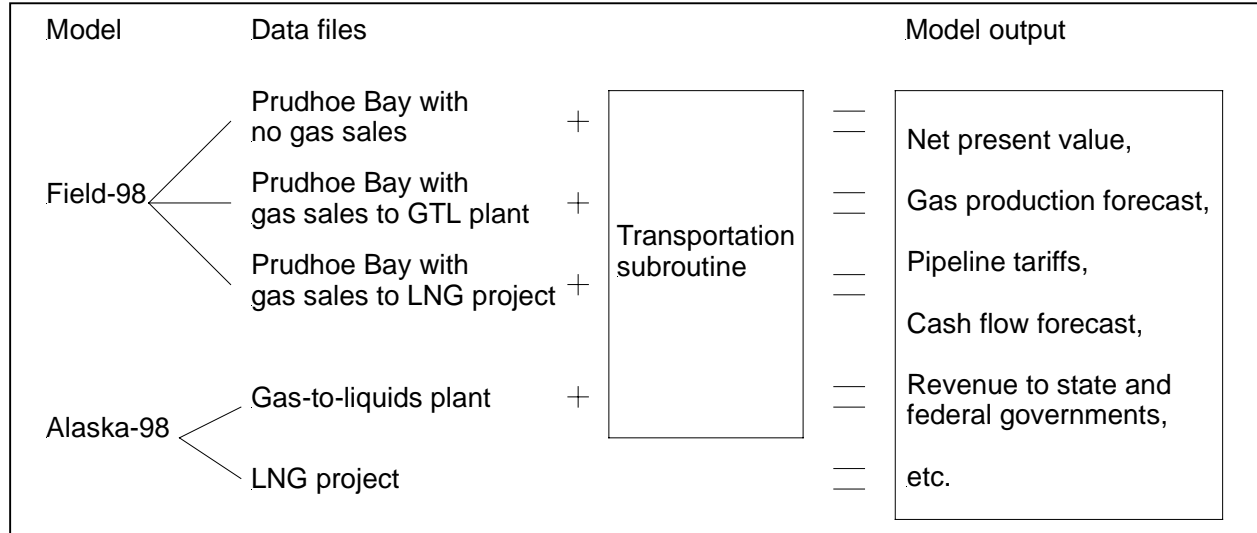 Model Data files Model output
Prudhoe Bay with
no gas sales + =
Net present value,
Field-98
Prudhoe Bay with
gas sales to GTL plant + =
Gas production forecast,
Transportation
subroutine
Prudhoe Bay with
gas sales to LNG project + =
Pipeline tariffs,
Cash flow forecast,
Alaska-98
Gas-to-liquids plant + =
Revenue to state and
federal governments,
LNG project =
etc.